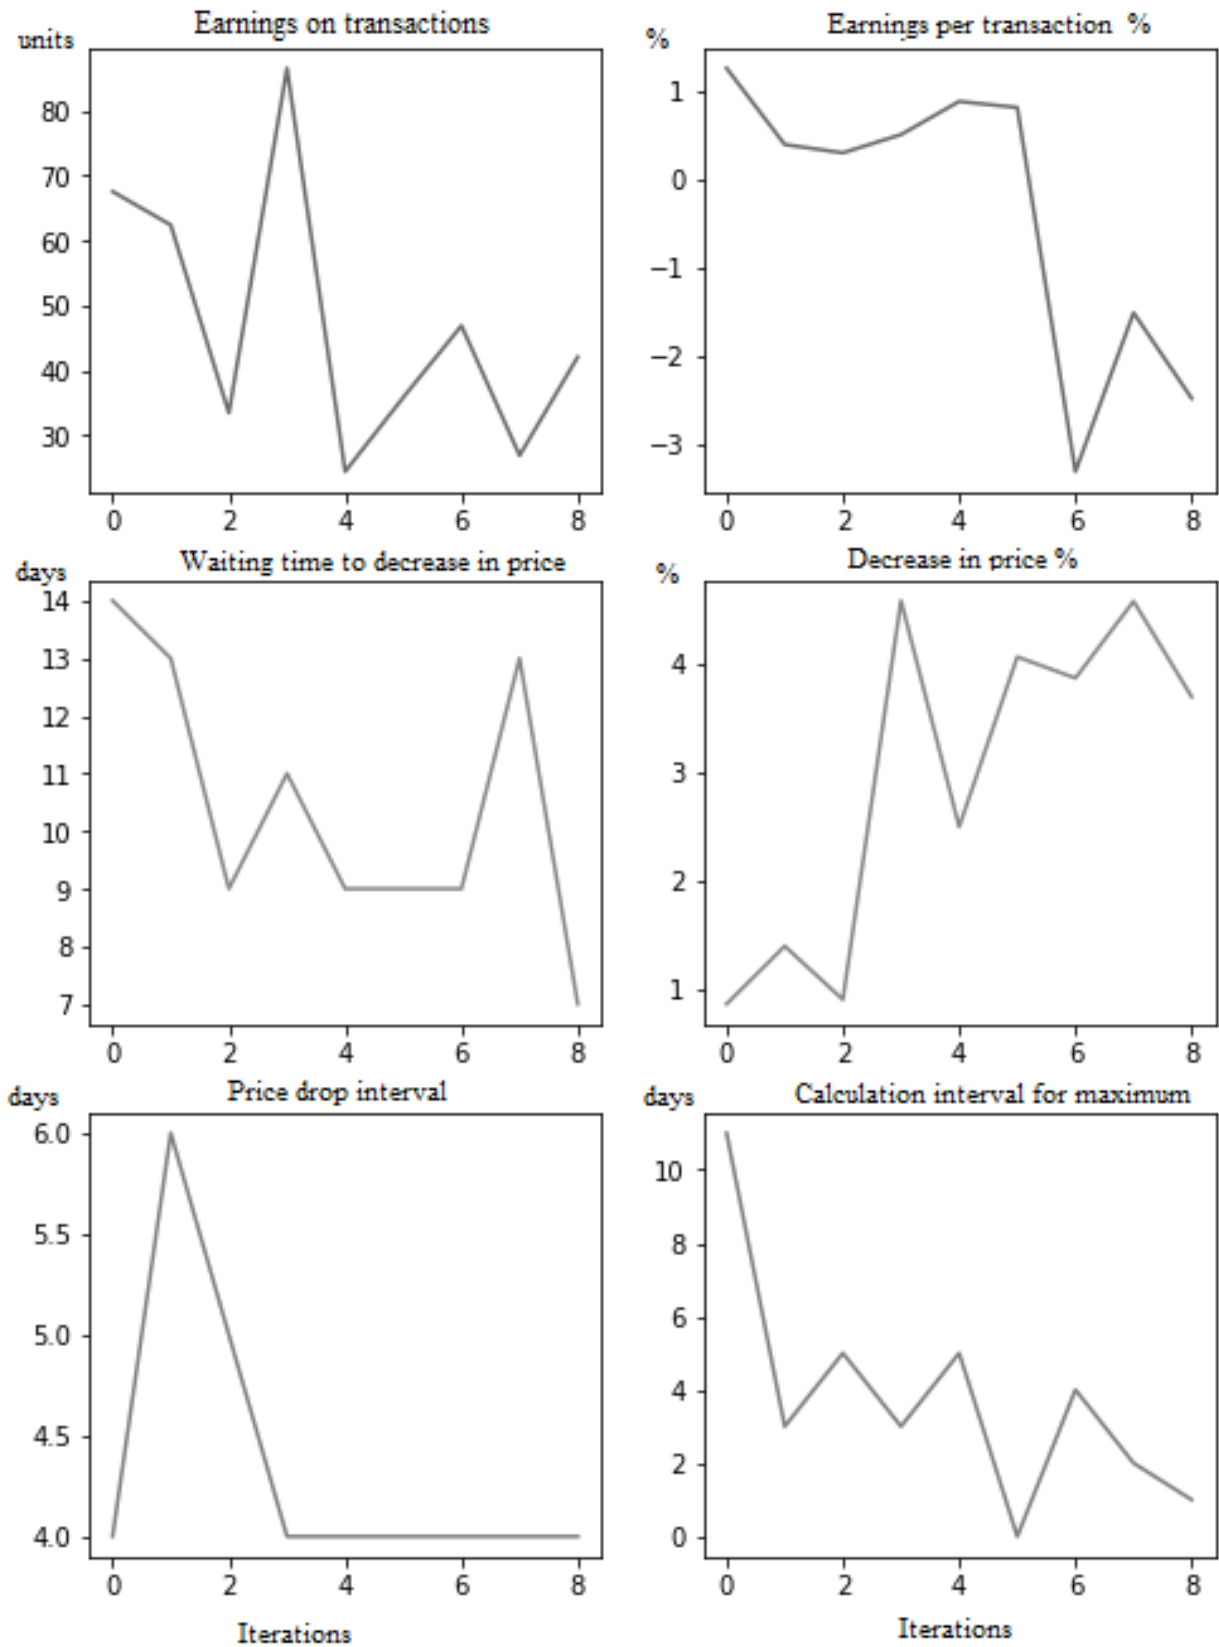 Earnings on transactions
units
80
70
60
50
40
30
0 2 4 6 8
Earnings per transaction %
%
1
0
−1
−2
−3
0 2 4 6 8
Waiting time to decrease in price
days
14
13
12
11
10
9
8
7
0 2 4 6 8
Decrease in price %
%
4
3
2
1
0 2 4 6 8
Price drop interval
days
6.0
5.5
5.0
4.5
4.0
0 2 4 6 8
Iterations
Calculation interval for maximum
days
10
8
6
4
2
0
0 2 4 6 8
Iterations